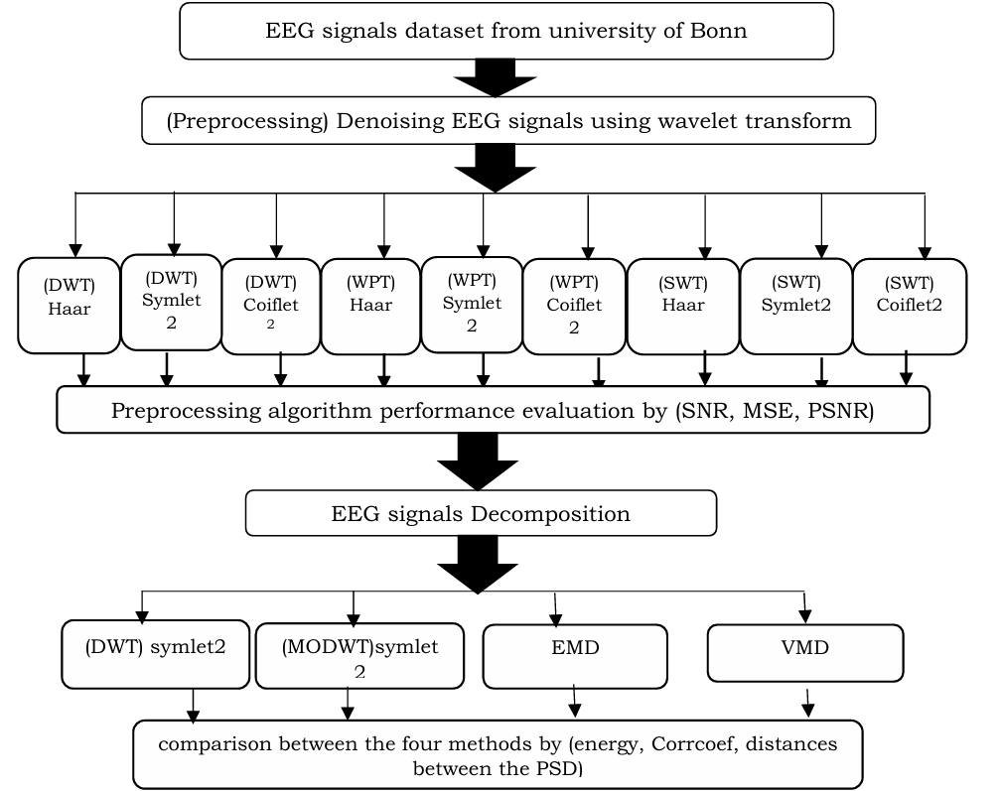 EEG signals dataset from university of Bonn
(Preprocessing) Denoising EEG signals using wavelet transform
(DWT)
Haar
(DWT)
Symlet
2
(DWT)
Coiflet
2
(WPT)
Haar
(WPT)
Symlet
2
(WPT)
Coiflet
2
(SWT)
Haar
(SWT)
Symlet2
(SWT)
Coiflet2
Preprocessing algorithm performance evaluation by (SNR, MSE, PSNR)
EEG signals Decomposition
(DWT) symlet2
(MODWT)symlet
2
EMD
VMD
comparison between the four methods by (energy, Corrcoef, distances
between the PSD)